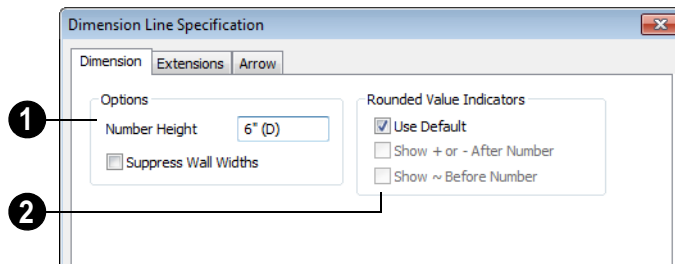 Dimension Line Specification
Dimension Extensions Arrow
Options
Number Height 6" (D)
Suppress Wall Widths
Rounded Value Indicators
Use Default
Show + or - After Number
Show ~ Before Number
1
2